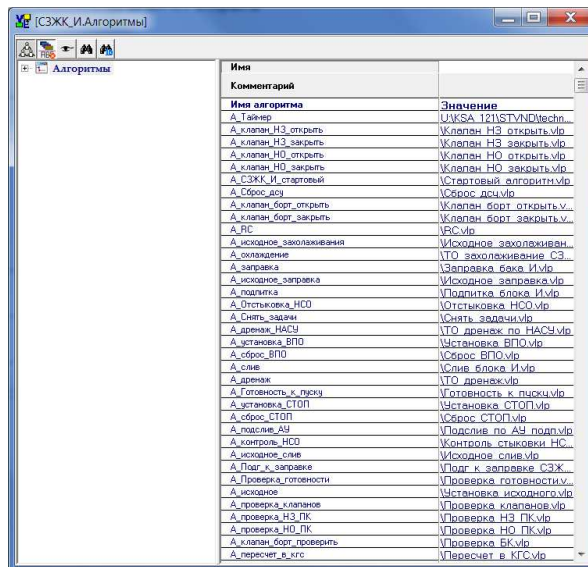 [СЗЖК_И.Алгоритмы]
Алгоритмы
Имя
Комментарий
Имя алгоритма Значение
А_Таймер U:\KSA_121\STVND\techn...
А_клапан_НЗ_открыть \Клапан НЗ открыть.vlp
А_клапан_НЗ_закрыть \Клапан НЗ закрыть.vlp
А_клапан_НО_открыть \Клапан НО открыть.vlp
А_клапан_НО_закрыть \Клапан НО закрыть.vlp
А_СЗЖК_И_стартовый \Стартовый алгоритм.vlp
А_Сброс_дсу \Сброс дсу.vlp
А_клапан_борт_открыть \Клапан борт открыть.v...
А_клапан_борт_закрыть \Клапан борт закрыть.v...
А_RC \RC.vlp
А_исходное_захолаживания \Исходное захолаживан...
А_охлаждение \ТО захолаживание СЗ...
А_заправка \Заправка бака И.vlp
А_исходное_заправка \Исходное заправка.vlp
А_подпитка \Подпитка блока И.vlp
А_Отстыковка_НСО \Отстыковка НСО.vlp
А_Снять_задачи \Снять задачи.vlp
А_дренаж_НАСУ \ТО дренаж по НАСУ.vlp
А_установка_ВПО \Установка ВПО.vlp
А_сброс_ВПО \Сброс ВПО.vlp
А_слив \Слив блока И.vlp
А_дренаж \ТО дренаж.vlp
А_Готовность_к_пуску \Готовность к пуску.vlp
А_установка_СТОП \Установка СТОП.vlp
А_сброс_СТОП \Сброс СТОП.vlp
А_подслив_АУ \Подслив по АУ подп.vlp
А_контроль_НСО \Контроль стыковки НС...
А_исходное_слив \Исходное слив.vlp
А_Подг_к_заправке \Подг к заправке СЗЖ...
А_Проверка_готовности \Проверка готовности.v...
А_исходное \Установка исходного.vlp
А_проверка_клапанов \Проверка клапанов.vlp
А_проверка_НЗ_ПК \Проверка НЗ ПК.vlp
А_проверка_НО_ПК \Проверка НО ПК.vlp
А_клапан_борт_проверить \Проверка БК.vlp
А_пересчет_в_кгс \Пересчет в КГС.vlp